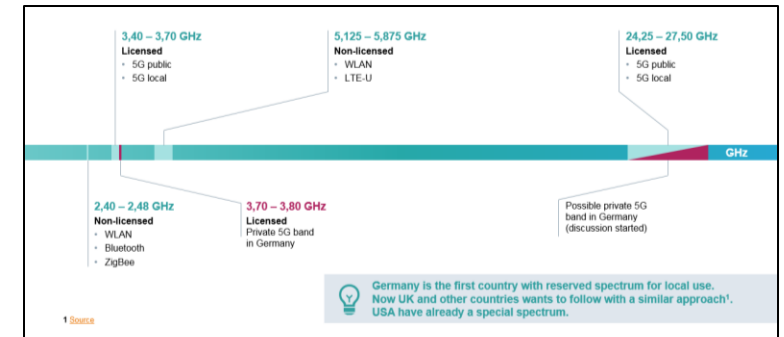 3,40 – 3,70 GHz
Licensed
• 5G public
• 5G local
5,125 – 5,875 GHz
Non-licensed
• WLAN
• LTE-U
24,25 – 27,50 GHz
Licensed
• 5G public
• 5G local
GHz
2,40 – 2,48 GHz
Non-licensed
• WLAN
• Bluetooth
• ZigBee
3,70 – 3,80 GHz
Licensed
Private 5G band
in Germany
Possible private 5G
band in Germany
(discussion started)
Germany is the first country with reserved spectrum for local use.
Now UK and other countries wants to follow with a similar approach¹.
USA have already a special spectrum.
1 Source